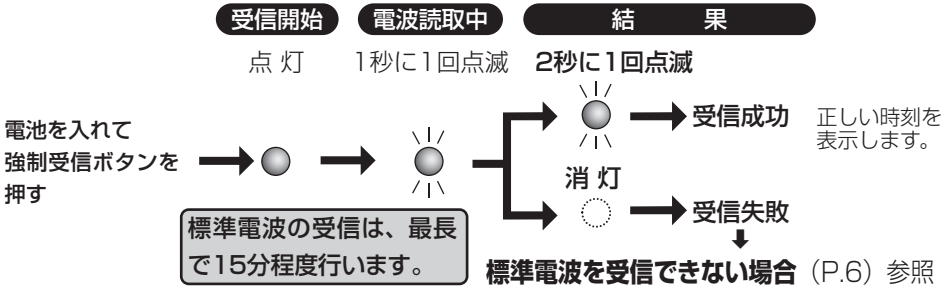 受信開始
電波読取中
結果
点灯
1秒に1回点滅
2秒に1回点滅
電池を入れて
強制受信ボタンを
押す
受信成功
正しい時刻を
表示します。
消灯
受信失敗
標準電波の受信は、最長
で15分程度行います。
標準電波を受信できない場合（P.6）参照